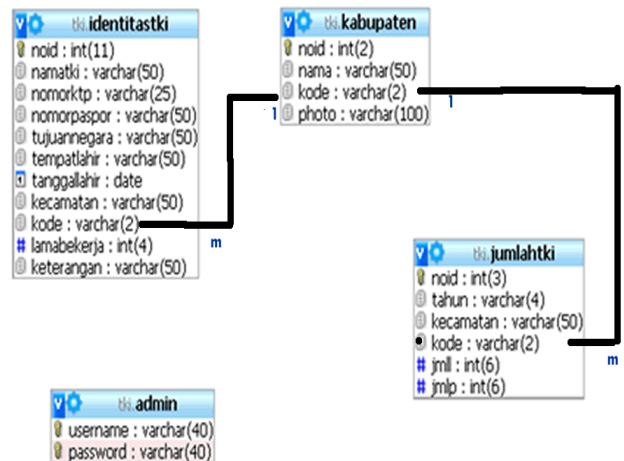 tki.identitastki
noid : int(11)
namatki : varchar(50)
nomorktp : varchar(25)
nomorpaspor : varchar(50)
tujuannegara : varchar(50)
tempatlahir : varchar(50)
tanggallahir : date
kecamatan : varchar(50)
kode : varchar(2)
# lamabekerja : int(4)
keterangan : varchar(50)
m
1
tki.kabupaten
noid : int(2)
nama : varchar(50)
kode : varchar(2)
photo : varchar(100)
1
tki.jumlahtki
noid : int(3)
tahun : varchar(4)
kecamatan : varchar(50)
kode : varchar(2)
# jmll : int(6)
# jmlp : int(6)
m
tki.admin
username : varchar(40)
password : varchar(40)